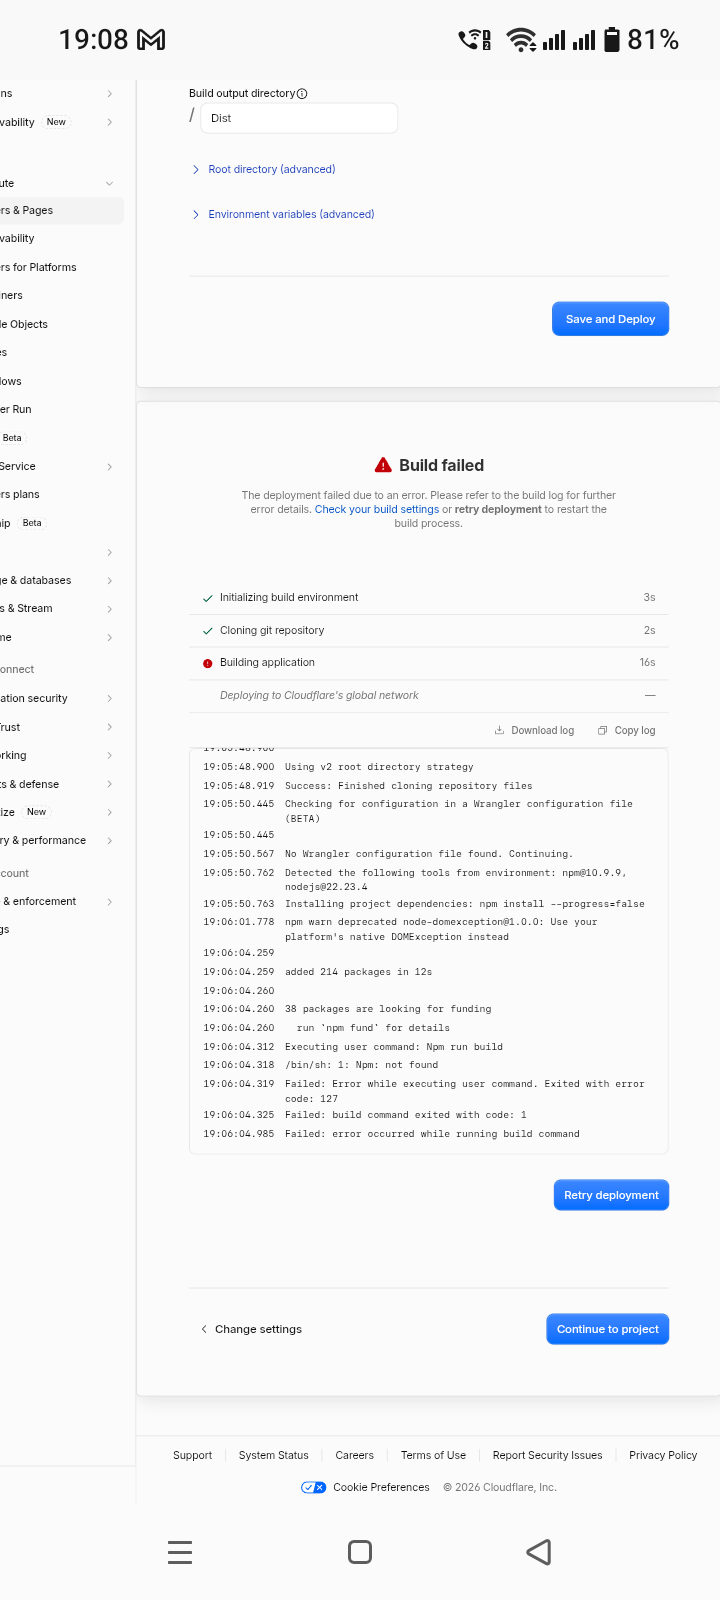 19:08
81%
Build output directory
/ Dist
Root directory (advanced)
Environment variables (advanced)
Save and Deploy
ns
vability New
ute
rs & Pages
vability
rs for Platforms
iners
le Objects
es
lows
er Run
Beta
Service
rs plans
hip Beta
ge & databases
s & Stream
me
onnect
ation security
Trust
orking
ts & defense
tize New
ry & performance
count
& enforcement
gs
Build failed
The deployment failed due to an error. Please refer to the build log for further
error details. Check your build settings or retry deployment to restart the
build process.
Initializing build environment 3s
Cloning git repository 2s
Building application 16s
Deploying to Cloudflare's global network —
Download log Copy log
19:05:48.900
19:05:48.900 Using v2 root directory strategy
19:05:48.919 Success: Finished cloning repository files
19:05:50.445 Checking for configuration in a Wrangler configuration file
(BETA)
19:05:50.445
19:05:50.567 No Wrangler configuration file found. Continuing.
19:05:50.762 Detected the following tools from environment: npm@10.9.9,
nodejs@22.23.4
19:05:50.763 Installing project dependencies: npm install --progress=false
19:06:01.778 npm warn deprecated node-domexception@1.0.0: Use your
platform's native DOMException instead
19:06:04.259
19:06:04.259 added 214 packages in 12s
19:06:04.260
19:06:04.260 38 packages are looking for funding
19:06:04.260 run `npm fund` for details
19:06:04.312 Executing user command: Npm run build
19:06:04.318 /bin/sh: 1: Npm: not found
19:06:04.319 Failed: Error while executing user command. Exited with error
code: 127
19:06:04.325 Failed: build command exited with code: 1
19:06:04.985 Failed: error occurred while running build command
Retry deployment
Change settings
Continue to project
Support System Status Careers Terms of Use Report Security Issues Privacy Policy
Cookie Preferences © 2026 Cloudflare, Inc.